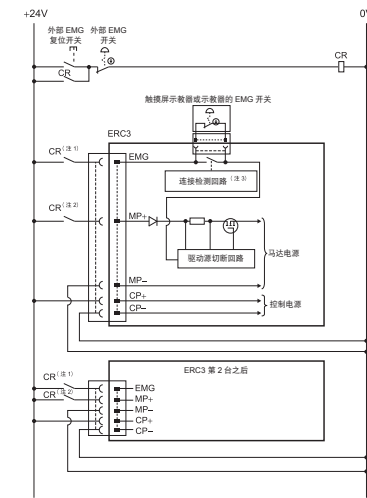 +24V
0V
外部 EMG 外部 EMG
复位开关 开关
CR
CR
触摸屏示教器或示教器的 EMG 开关
ERC3
CR(注1)
EMG
连接检测回路(注3)
CR(注2)
MP+
驱动源切断回路
马达电源
MP−
CP+
CP−
控制电源
ERC3 第 2 台之后
CR(注1)
CR(注2)
EMG
MP+
MP−
CP+
CP−